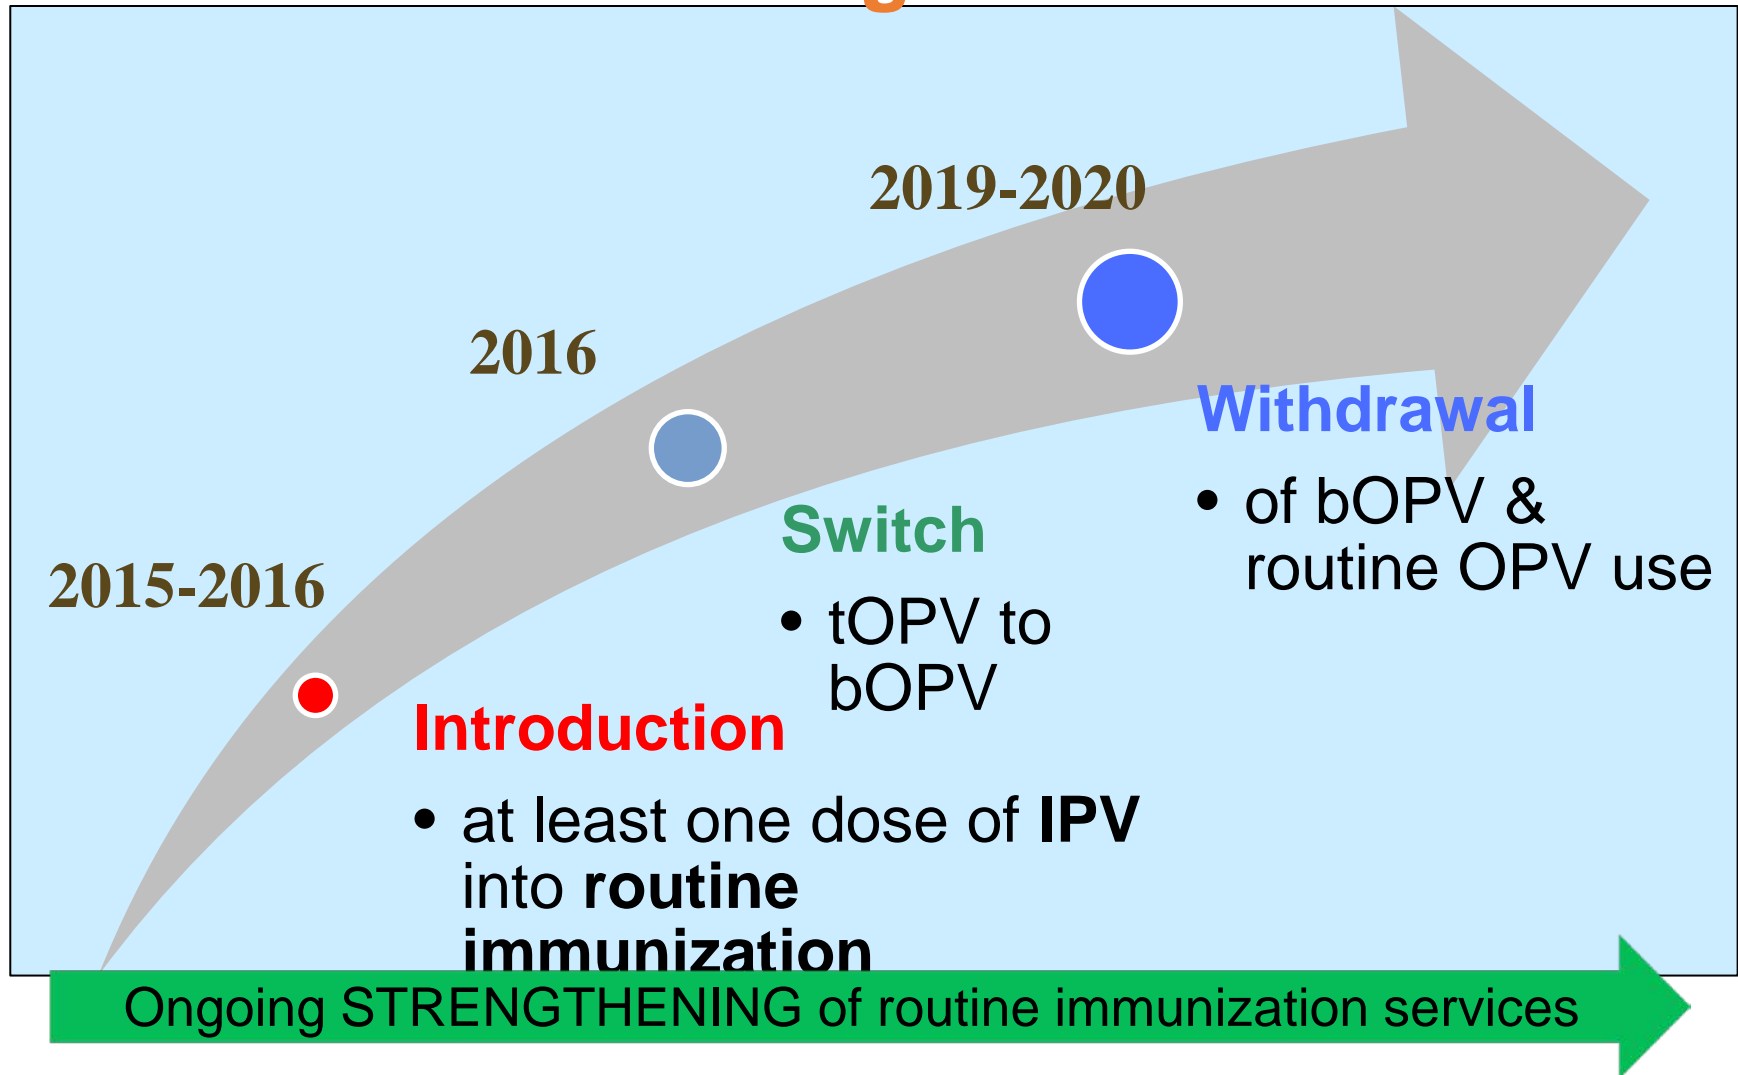 2015-2016
Introduction
• at least one dose of IPV
into routine
immunization
2016
Switch
• tOPV to
bOPV
2019-2020
Withdrawal
• of bOPV &
routine OPV use
Ongoing STRENGTHENING of routine immunization services